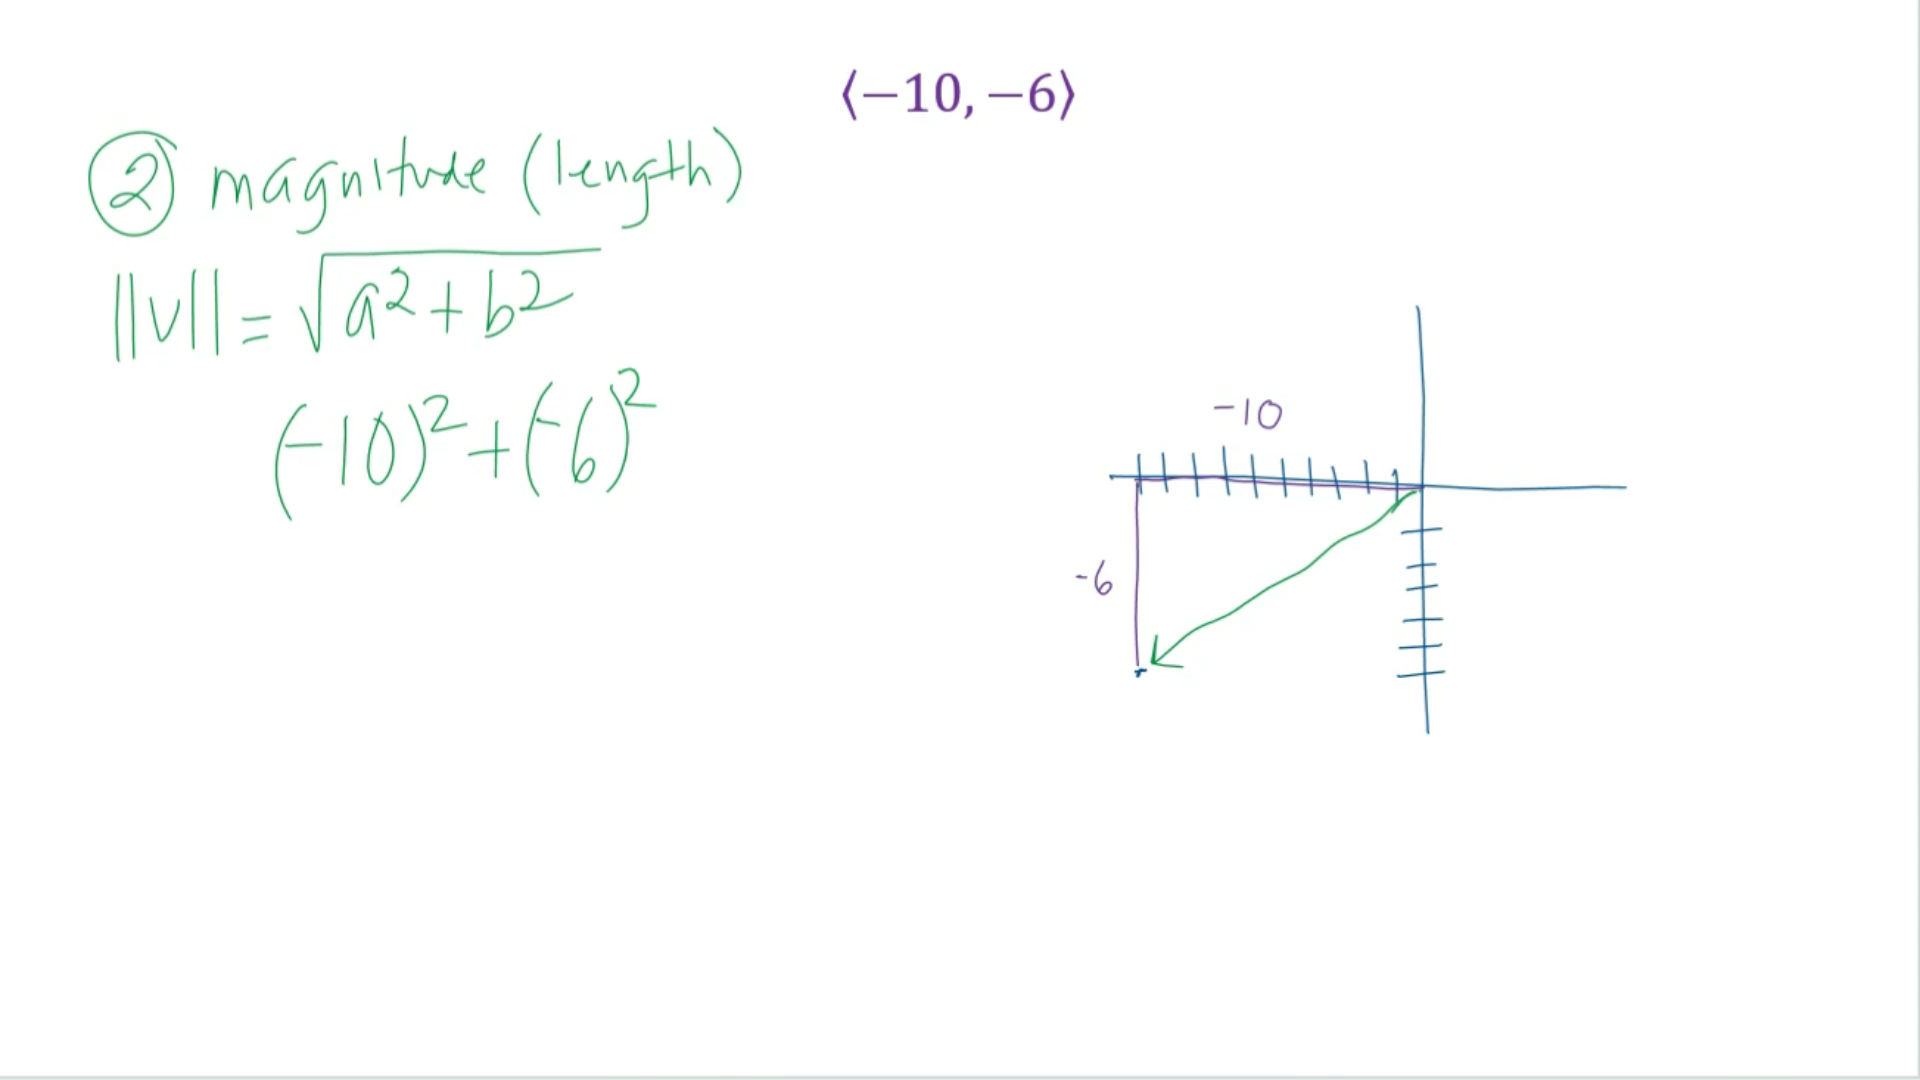 ⟨−10, −6⟩
② magnitude (length)
||v|| = √a² + b²
(-10)² + (-6)²
-10
-6